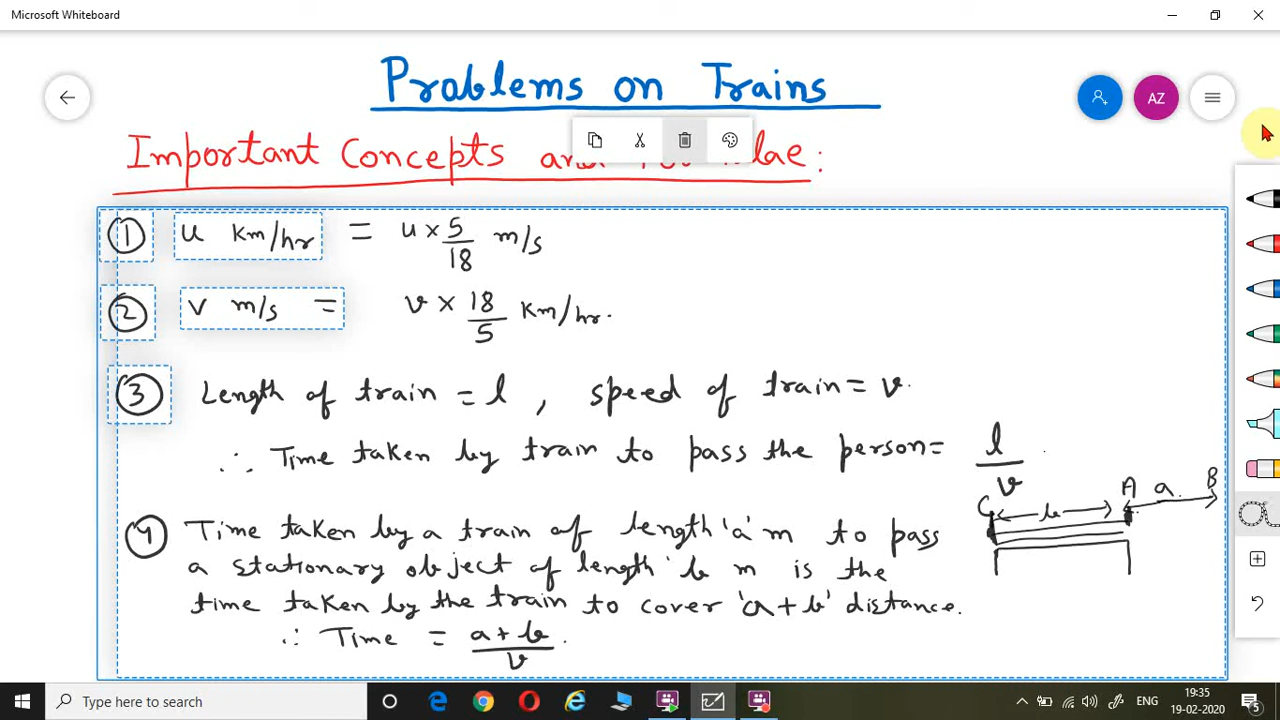 Microsoft Whiteboard
Problems on Trains
AZ
Important Concepts and lae :
① u Km/hr = u × 5/18 m/s
② v m/s = v × 18/5 Km/hr.
③ Length of train = l , speed of train = v.
∴ Time taken by train to pass the person = l/v
A a. B
C b
④ Time taken by a train of length 'a' m to pass
a stationary object of length 'b m is the
time taken by the train to cover 'a + b' distance.
∴ Time = a + b/v .
Type here to search
ENG
19:35
19-02-2020
5